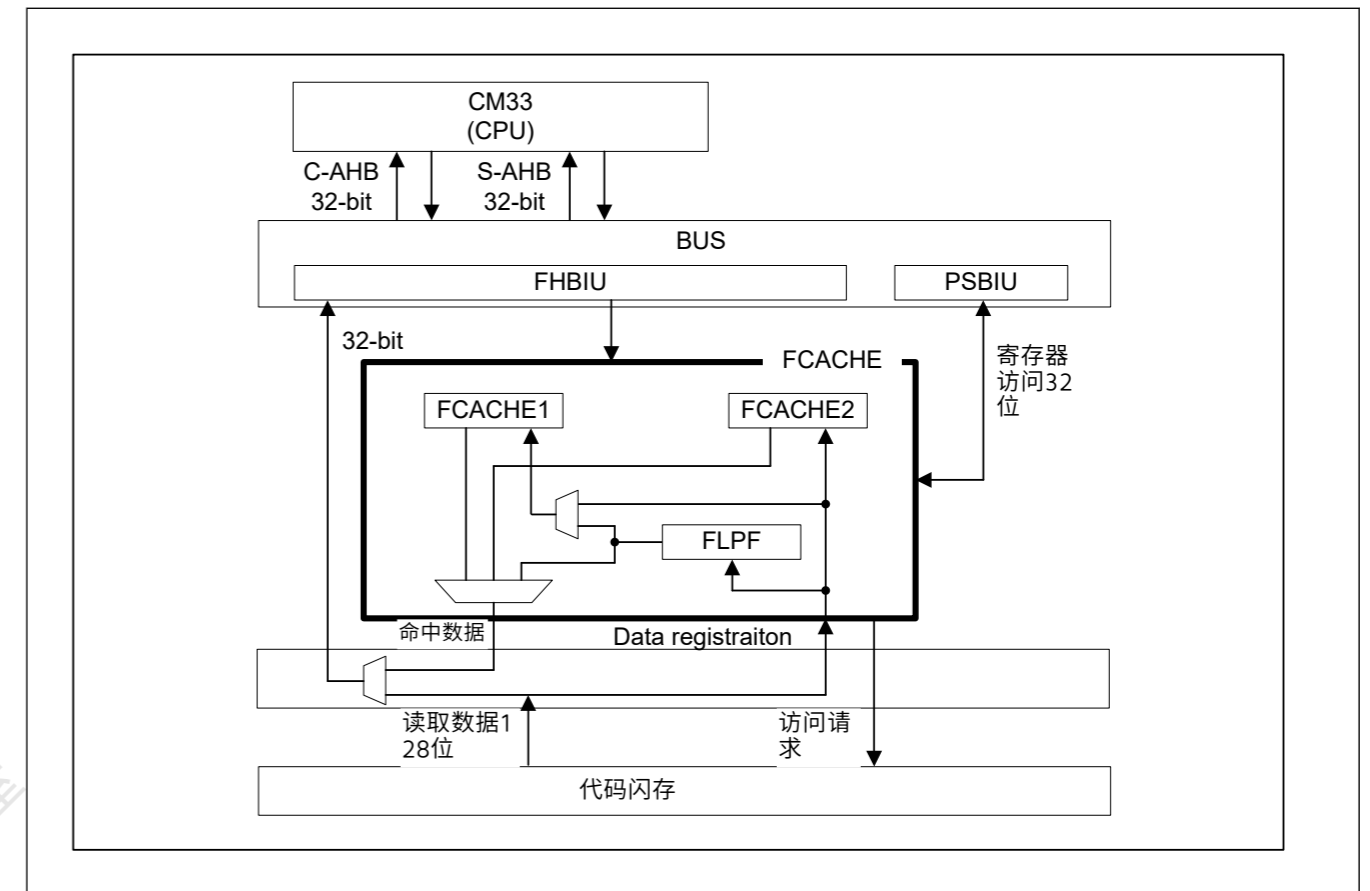 CM33
(CPU)
C-AHB
32-bit
S-AHB
32-bit
BUS
FHBIU
PSBIU
32-bit
FCACHE
寄存器
访问32
位
FCACHE1
FCACHE2
FLPF
命中数据
Data registraiton
读取数据1
28位
访问请
求
代码闪存